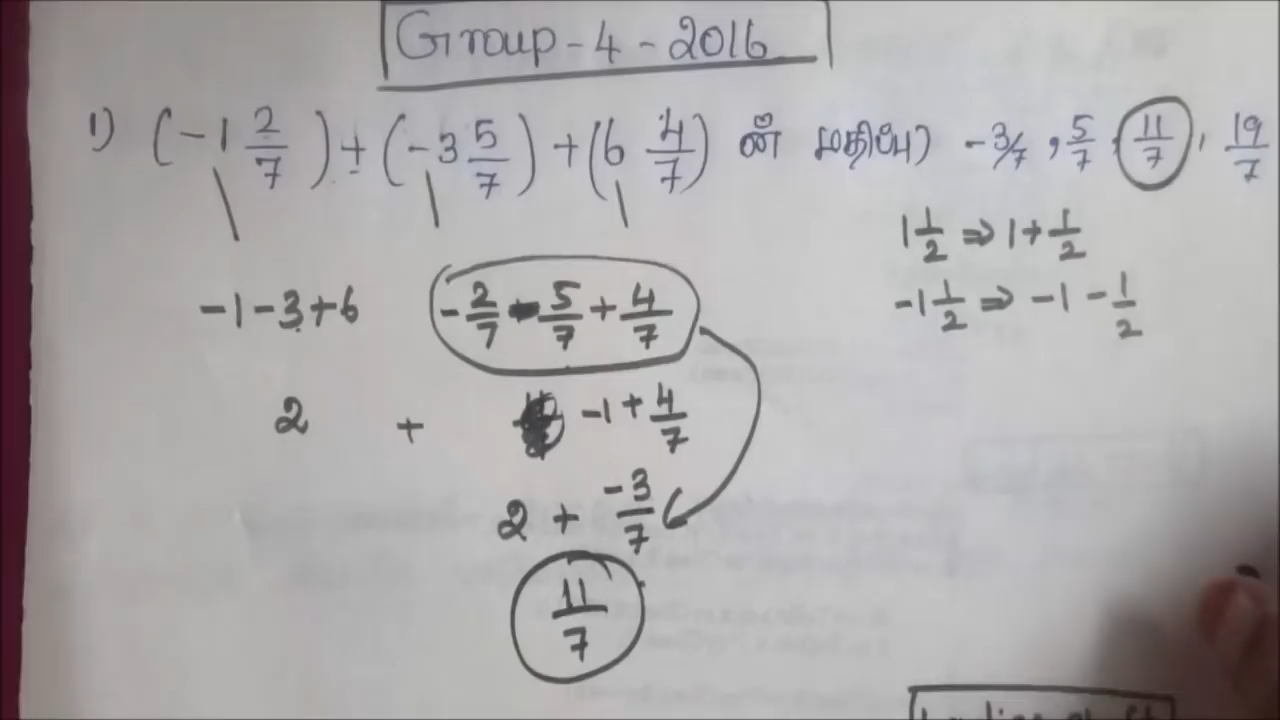 Group - 4 - 2016
1) (-1 2/7) + (-3 5/7) + (6 4/7) ன் மதிப்பு) -3/7, 5/7, 11/7, 19/7
1 1/2 ⇒ 1 + 1/2
-1 - 3 + 6 -2/7 - 5/7 + 4/7 -1 1/2 ⇒ -1 - 1/2
2 + -1 + 4/7
2 + -3/7
11/7